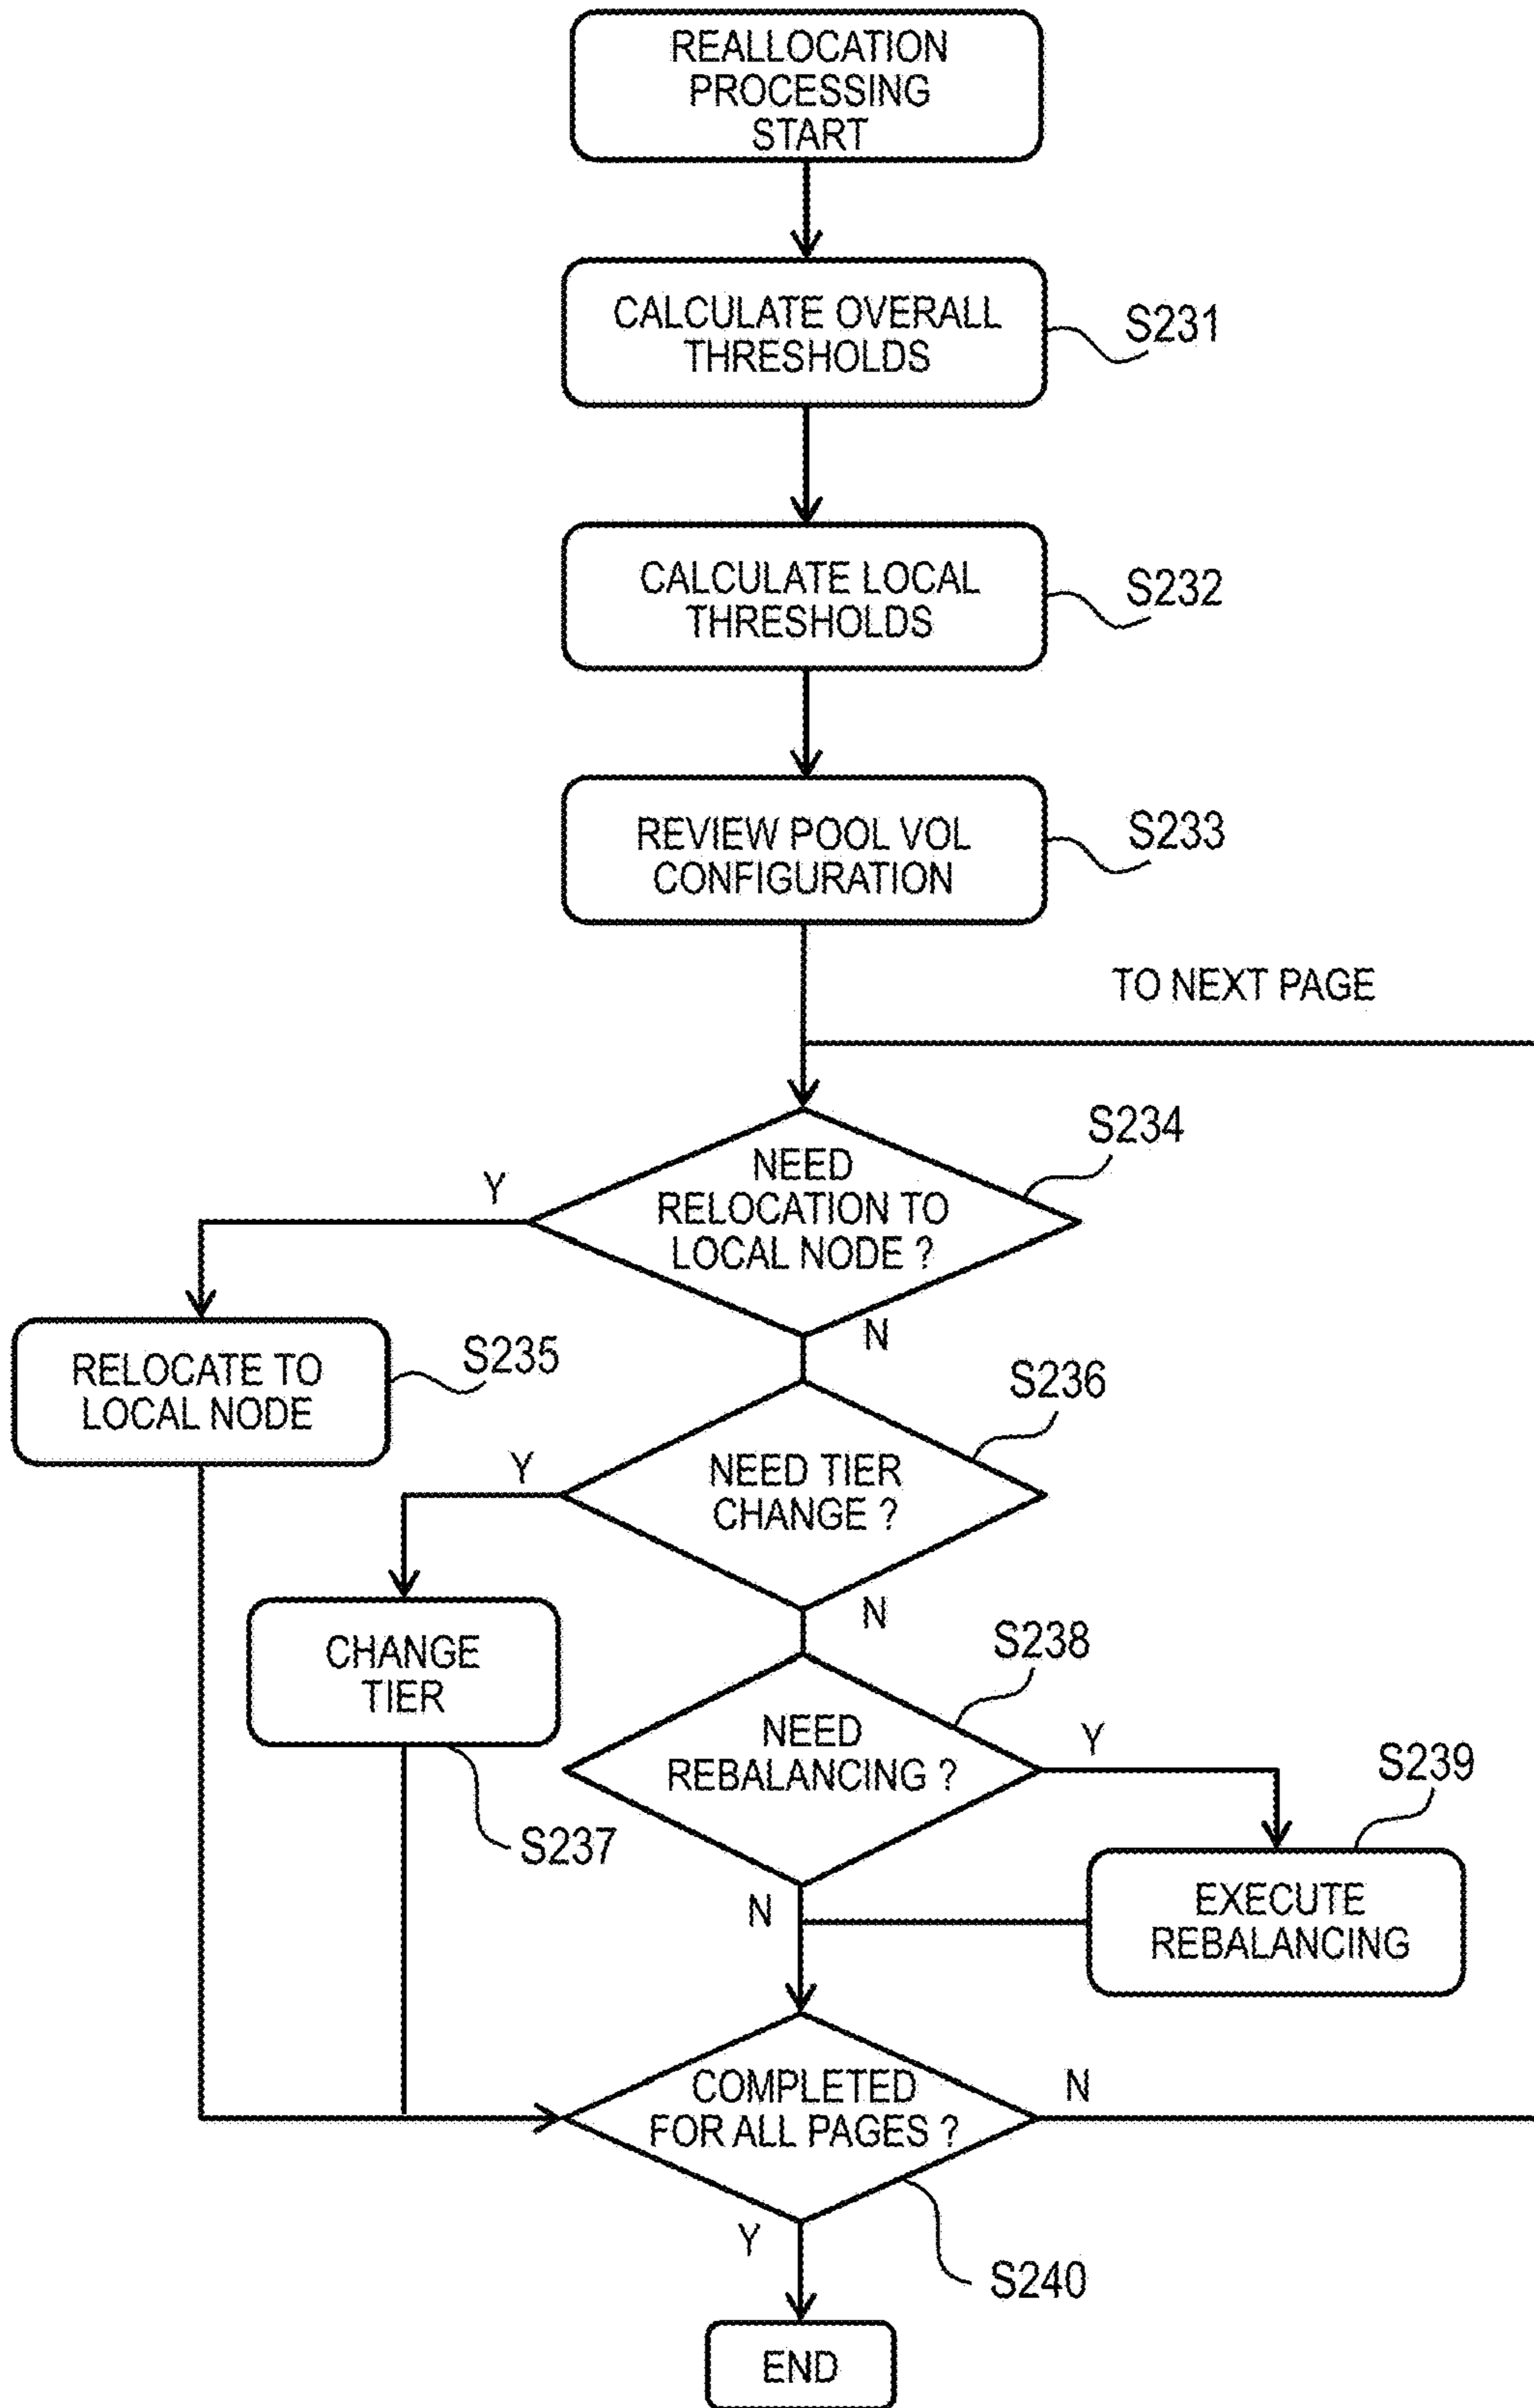 REALLOCATION
PROCESSING
START
CALCULATE OVERALL
THRESHOLDS
S231
CALCULATE LOCAL
THRESHOLDS
S232
REVIEW POOL VOL
CONFIGURATION
S233
TO NEXT PAGE
S234
NEED
RELOCATION TO
LOCAL NODE ?
Y
N
RELOCATE TO
LOCAL NODE
S235
S236
NEED TIER
CHANGE ?
Y
N
CHANGE
TIER
S237
S238
NEED
REBALANCING ?
Y
N
S239
EXECUTE
REBALANCING
COMPLETED
FOR ALL PAGES ?
N
Y
S240
END